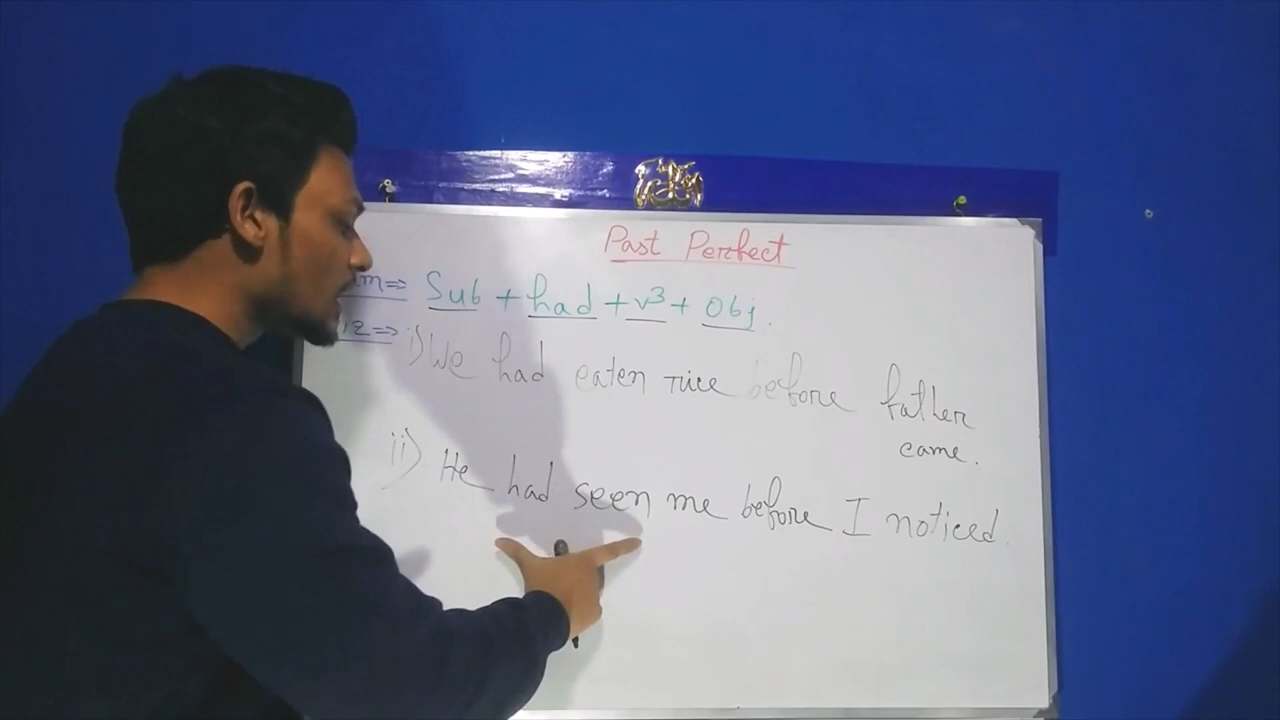 Past Perfect
Sub + had + v³ + Obj.
i) We had eaten rice before father
came.
ii) He had seen me before I noticed.